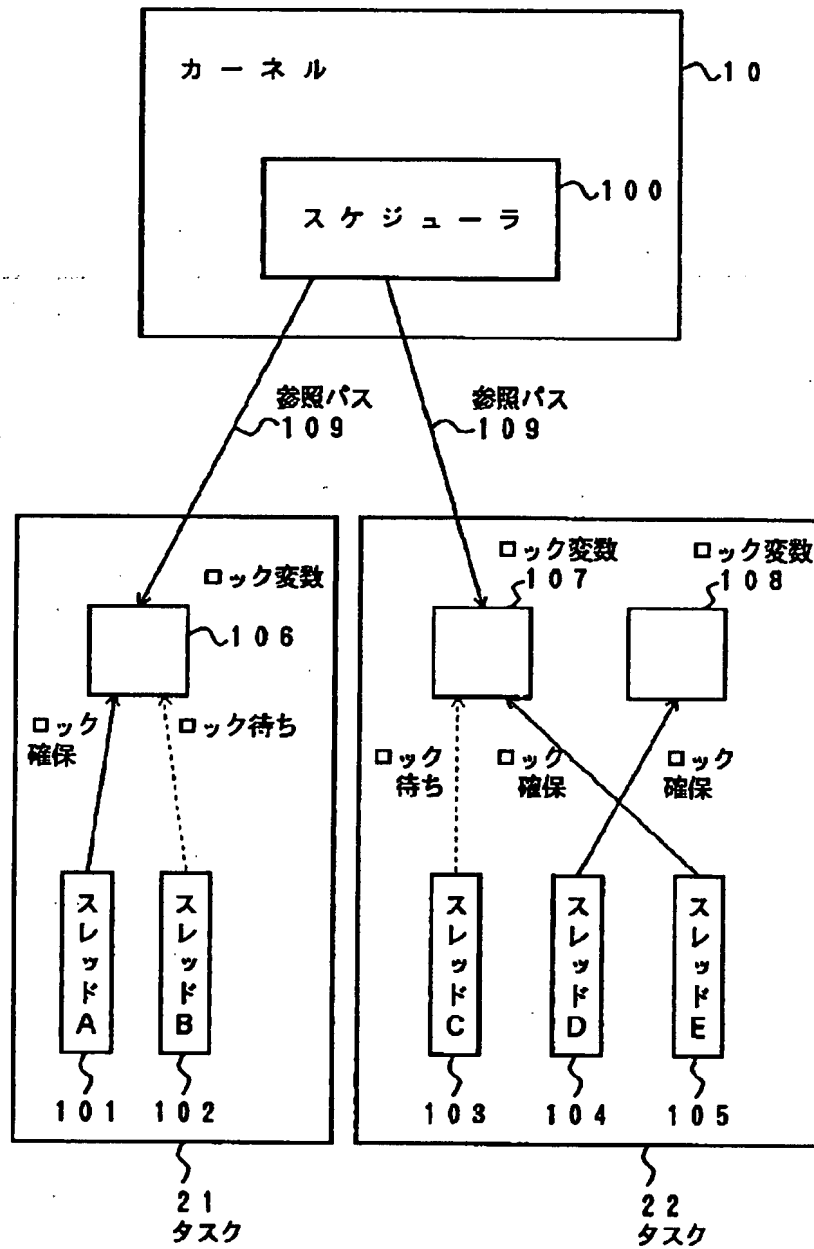 カーネル
10
スケジューラ
100
参照パス
109
参照パス
109
ロック変数
106
ロック変数
107
ロック変数
108
ロック
確保
ロック待ち
ロック
待ち
ロック
確保
ロック
確保
スレッドA
スレッドB
スレッドC
スレッドD
スレッドE
101
102
103
104
105
21
タスク
22
タスク